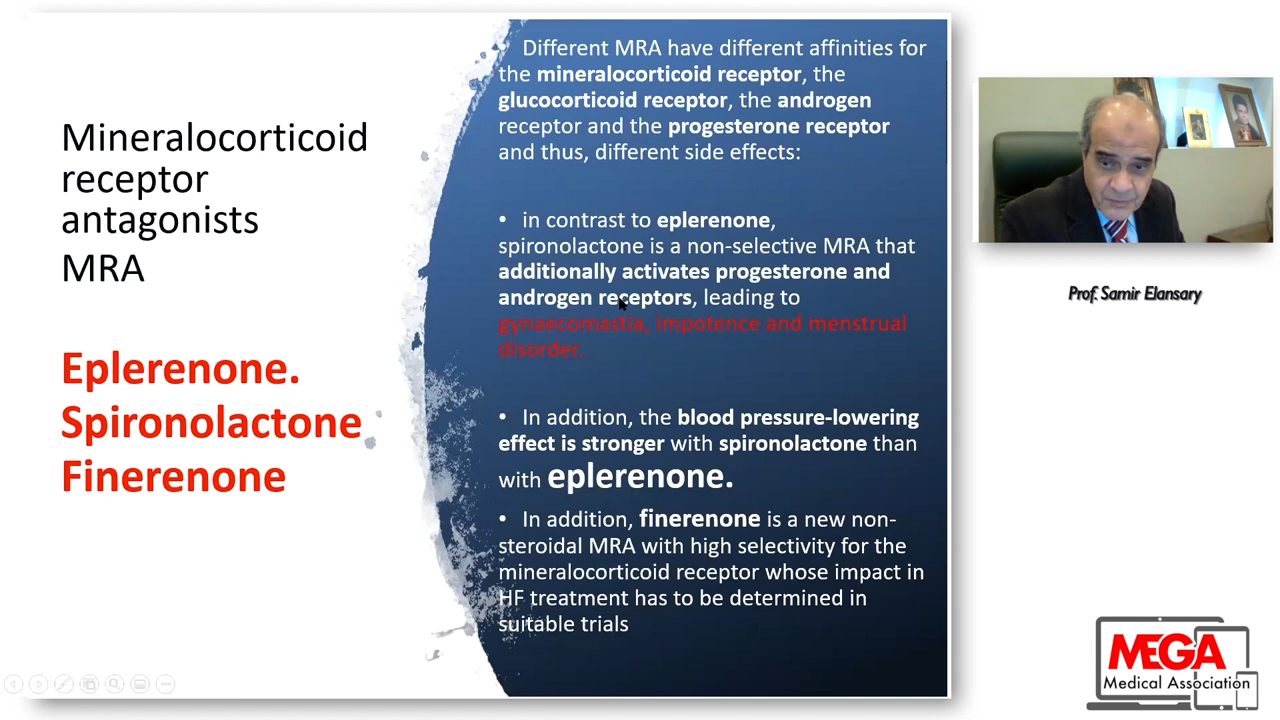 Mineralocorticoid
receptor
antagonists
MRA
Eplerenone.
Spironolactone
Finerenone
Different MRA have different affinities for
the mineralocorticoid receptor, the
glucocorticoid receptor, the androgen
receptor and the progesterone receptor
and thus, different side effects:
• in contrast to eplerenone,
spironolactone is a non-selective MRA that
additionally activates progesterone and
androgen receptors, leading to
gynaecomastia, impotence and menstrual
disorder.
• In addition, the blood pressure-lowering
effect is stronger with spironolactone than
with eplerenone.
• In addition, finerenone is a new non-
steroidal MRA with high selectivity for the
mineralocorticoid receptor whose impact in
HF treatment has to be determined in
suitable trials
Prof. Samir Elansary
MEGA
Medical Association